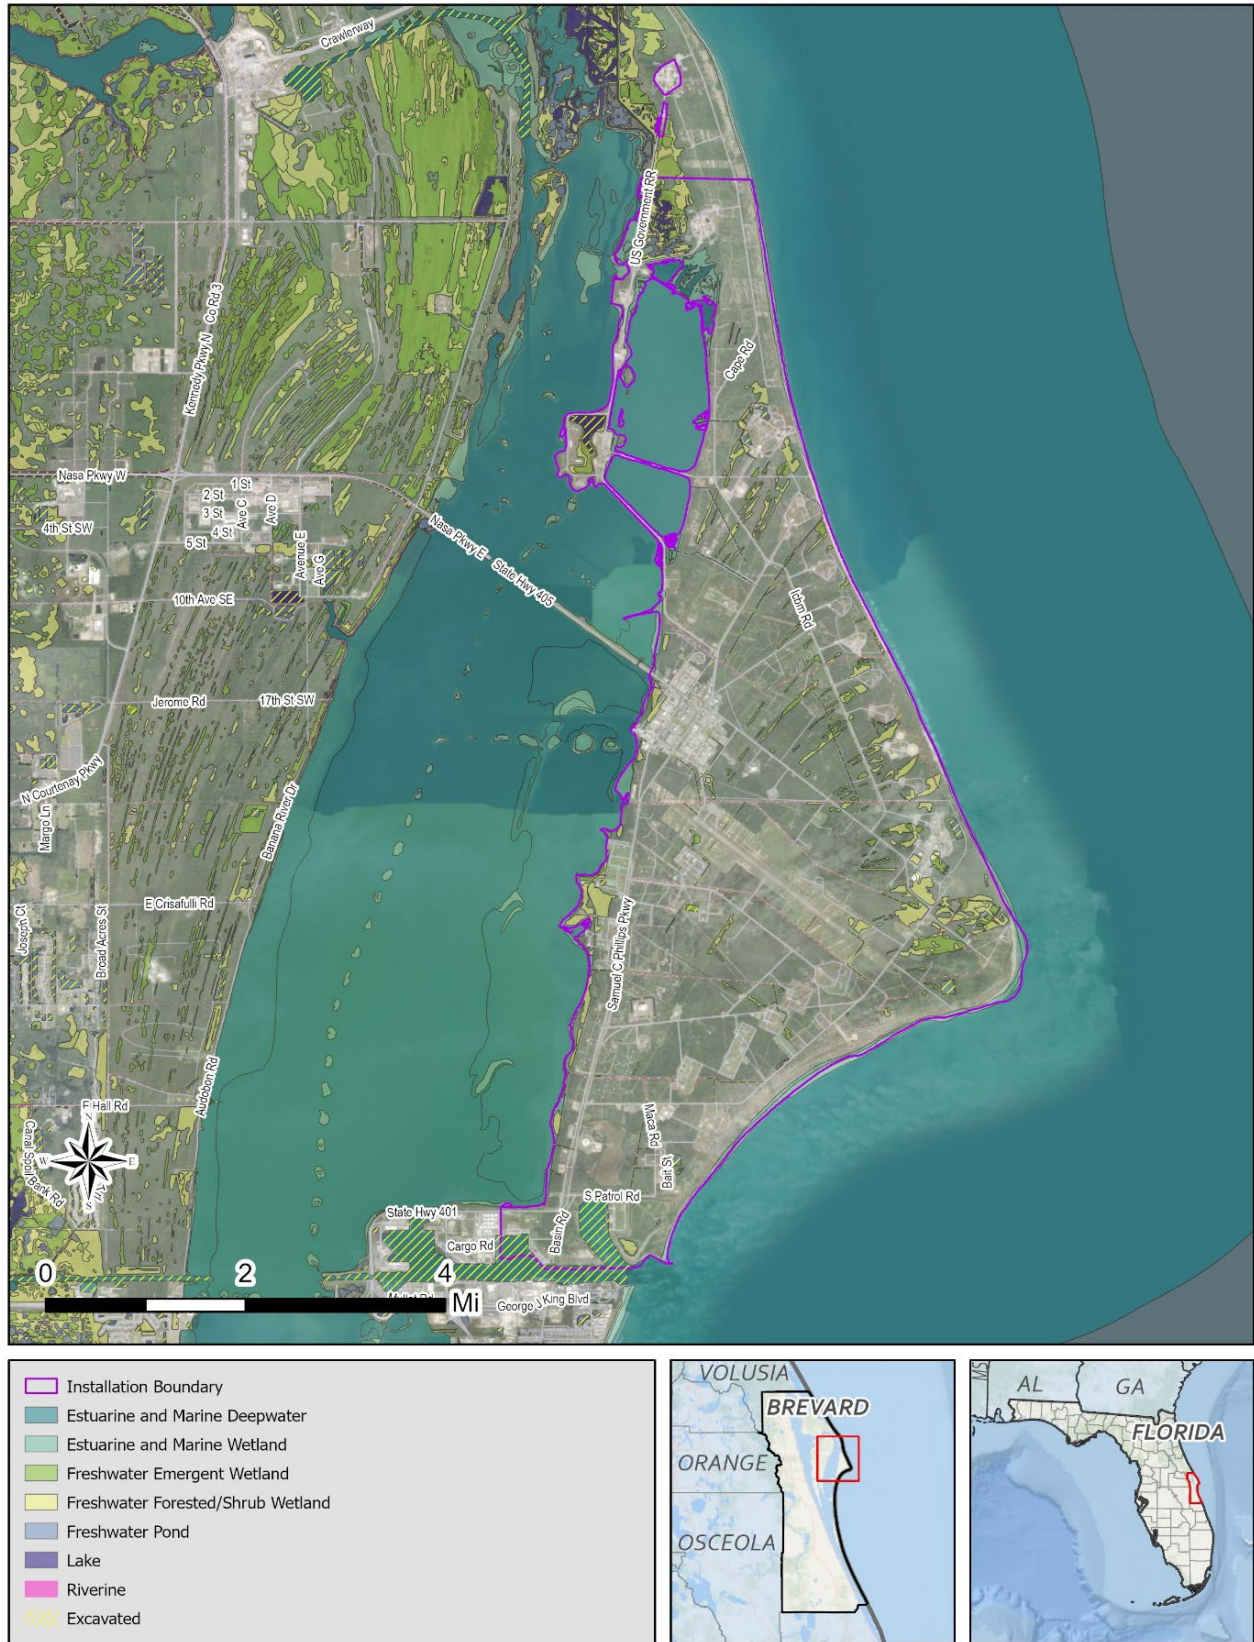 Crawlerway
US Government RR
Kennedy Pkwy N
Co Rd 3
Cape Rd
Nasa Pkwy W
1 St
2 St
3 St
4 St
5 St
Ave C
Ave D
4th St SW
Avenue E
Ave G
Nasa Pkwy E
State Hwy 405
10th Ave SE
Icbm Rd
Jerome Rd
17th St SW
N Courtenay Pkwy
Margo Ln
Banana River Dr
E Crisafulli Rd
Joseph Ct
Broad Acres St
Samuel C Phillips Pkwy
Audobon Rd
E Hall Rd
Maca Rd
Bait St
Canal Spoil Bank Rd
N
W
E
S
S Patrol Rd
State Hwy 401
Cargo Rd
Basin Rd
George J King Blvd
0
2
4
Mi
Installation Boundary
Estuarine and Marine Deepwater
Estuarine and Marine Wetland
Freshwater Emergent Wetland
Freshwater Forested/Shrub Wetland
Freshwater Pond
Lake
Riverine
Excavated
VOLUSIA
BREVARD
ORANGE
OSCEOLA
MS
AL
GA
FLORIDA